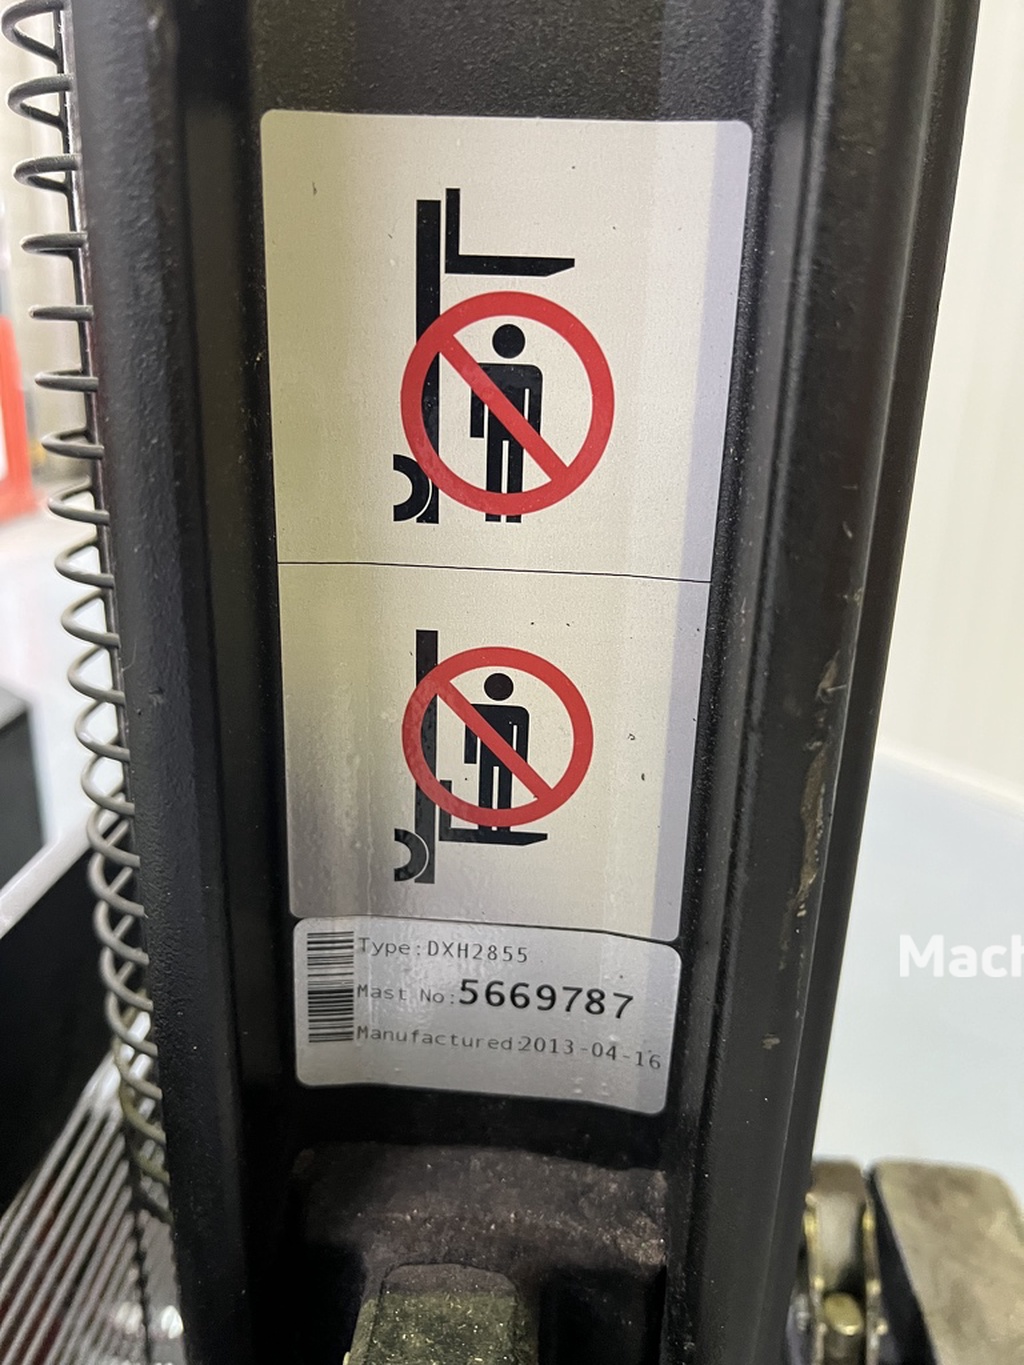 Type:DXH2855
Mast No:5669787
Manufactured:2013-04-16
Mach